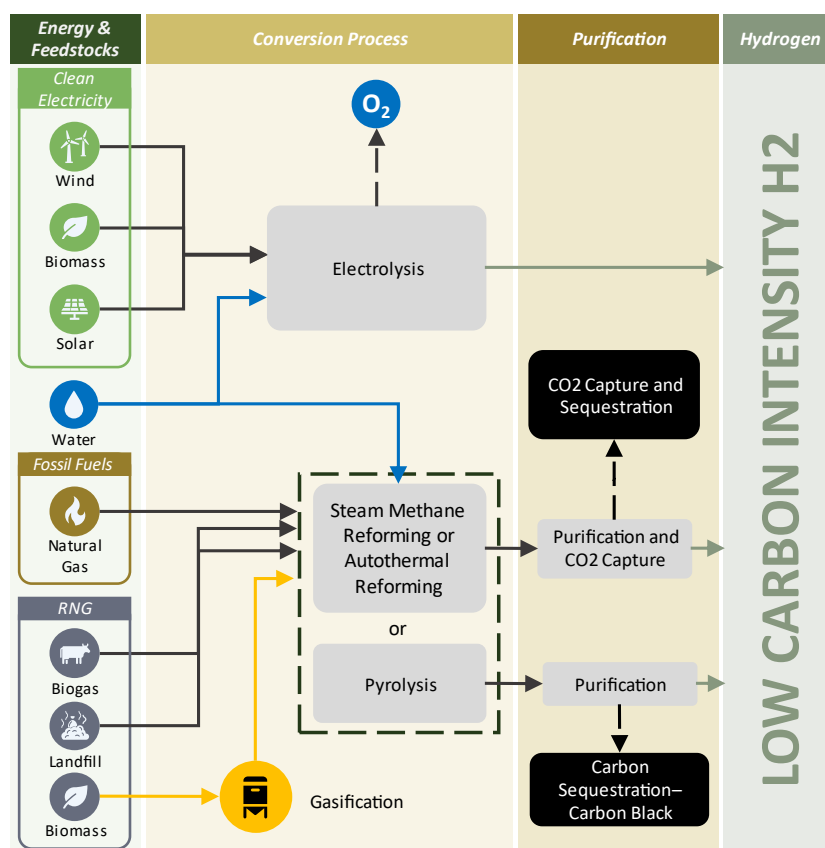 Energy &
Feedstocks
Conversion Process
Purification
Hydrogen
Clean
Electricity
Wind
Biomass
Solar
Water
Fossil Fuels
Natural
Gas
RNG
Biogas
Landfill
Biomass
O2
Electrolysis
Steam Methane
Reforming or
Autothermal
Reforming
or
Pyrolysis
Gasification
CO2 Capture and
Sequestration
Purification and
CO2 Capture
Purification
Carbon
Sequestration–
Carbon Black
LOW CARBON INTENSITY H2